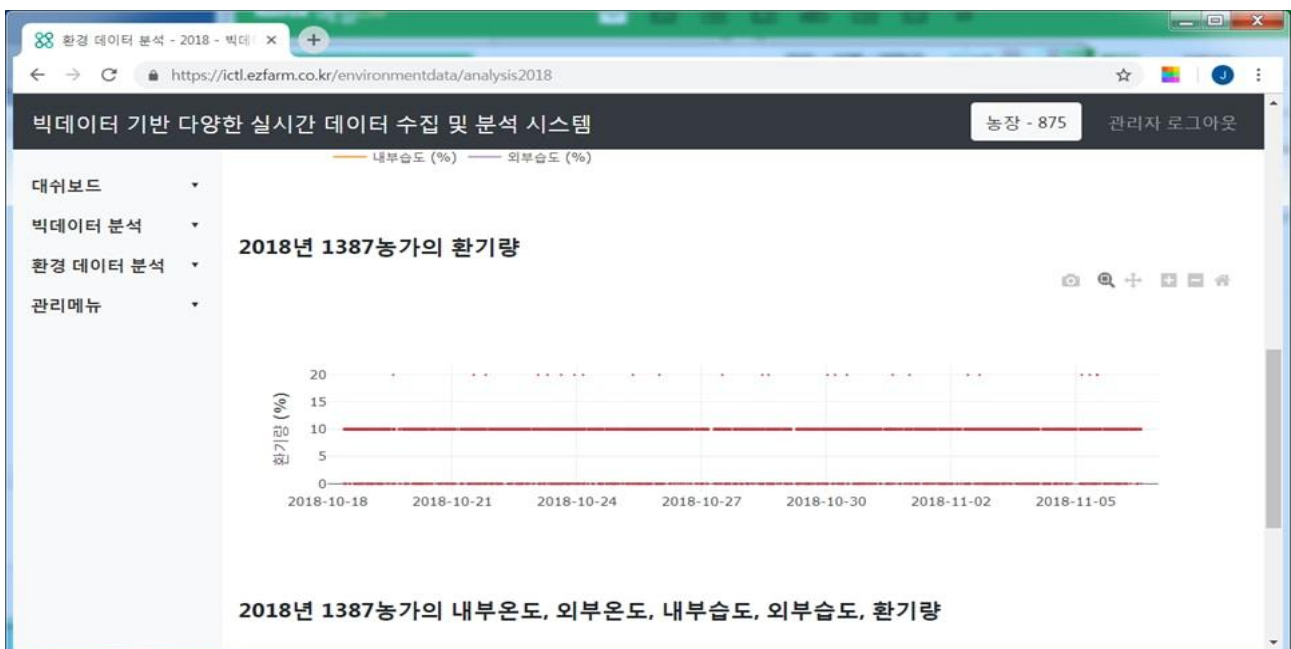 환경 데이터 분석 - 2018 - 빅데
https://ictl.ezfarm.co.kr/environmentdata/analysis2018
J
빅데이터 기반 다양한 실시간 데이터 수집 및 분석 시스템
농장 - 875
관리자 로그아웃
내부습도 (%)
외부습도 (%)
대쉬보드
빅데이터 분석
환경 데이터 분석
관리메뉴
2018년 1387농가의 환기량
환기량 (%)
20
15
10
5
0
2018-10-18 2018-10-21 2018-10-24 2018-10-27 2018-10-30 2018-11-02 2018-11-05
2018년 1387농가의 내부온도, 외부온도, 내부습도, 외부습도, 환기량